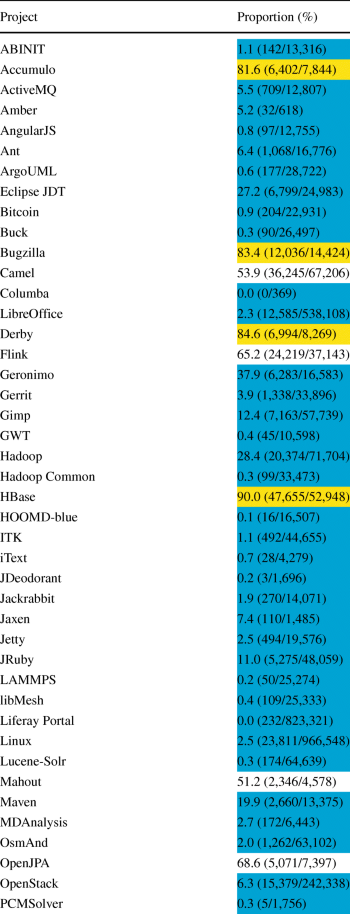 Project Proportion (%)
ABINIT 1.1 (142/13,316)
Accumulo 81.6 (6,402/7,844)
ActiveMQ 5.5 (709/12,807)
Amber 5.2 (32/618)
AngularJS 0.8 (97/12,755)
Ant 6.4 (1,068/16,776)
ArgoUML 0.6 (177/28,722)
Eclipse JDT 27.2 (6,799/24,983)
Bitcoin 0.9 (204/22,931)
Buck 0.3 (90/26,497)
Bugzilla 83.4 (12,036/14,424)
Camel 53.9 (36,245/67,206)
Columba 0.0 (0/369)
LibreOffice 2.3 (12,585/538,108)
Derby 84.6 (6,994/8,269)
Flink 65.2 (24,219/37,143)
Geronimo 37.9 (6,283/16,583)
Gerrit 3.9 (1,338/33,896)
Gimp 12.4 (7,163/57,739)
GWT 0.4 (45/10,598)
Hadoop 28.4 (20,374/71,704)
Hadoop Common 0.3 (99/33,473)
HBase 90.0 (47,655/52,948)
HOOMD-blue 0.1 (16/16,507)
ITK 1.1 (492/44,655)
iText 0.7 (28/4,279)
JDeodorant 0.2 (3/1,696)
Jackrabbit 1.9 (270/14,071)
Jaxen 7.4 (110/1,485)
Jetty 2.5 (494/19,576)
JRuby 11.0 (5,275/48,059)
LAMMPS 0.2 (50/25,274)
libMesh 0.4 (109/25,333)
Liferay Portal 0.0 (232/823,321)
Linux 2.5 (23,811/966,548)
Lucene-Solr 0.3 (174/64,639)
Mahout 51.2 (2,346/4,578)
Maven 19.9 (2,660/13,375)
MDAnalysis 2.7 (172/6,443)
OsmAnd 2.0 (1,262/63,102)
OpenJPA 68.6 (5,071/7,397)
OpenStack 6.3 (15,379/242,338)
PCMSolver 0.3 (5/1,756)